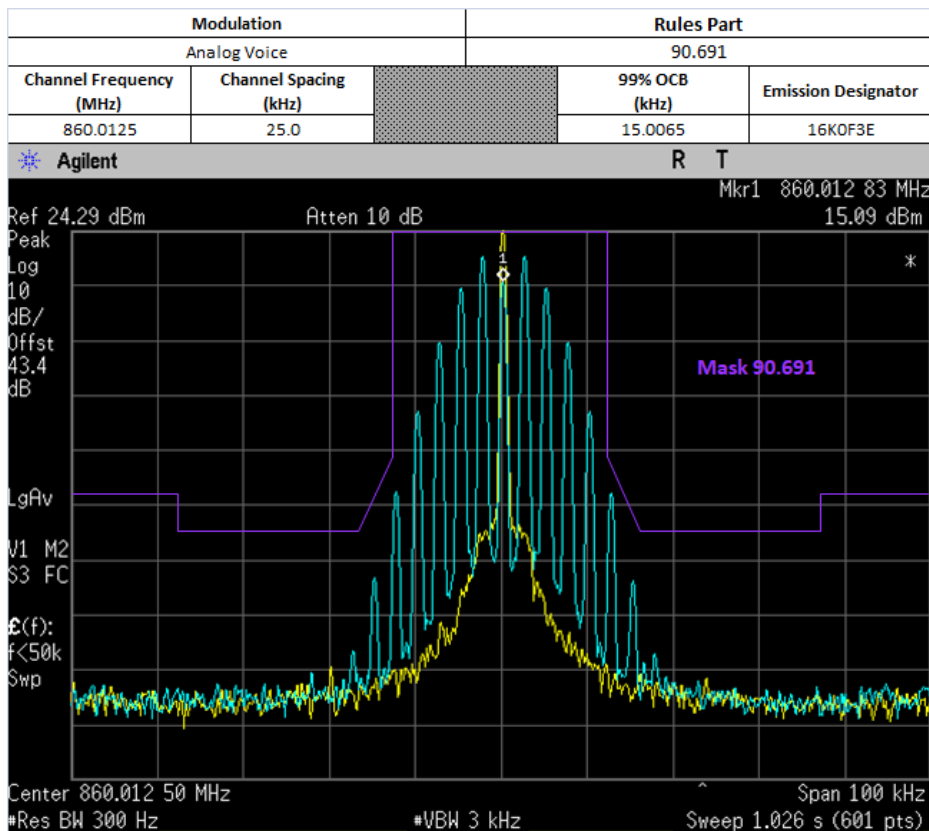 Modulation Rules Part
Analog Voice 90.691
Channel Frequency (MHz) Channel Spacing (kHz) 99% OCB (kHz) Emission Designator
860.0125 25.0 15.0065 16K0F3E
Agilent R T
Mkr1 860.012 83 MHz
Ref 24.29 dBm Atten 10 dB 15.09 dBm
Peak
Log
10
dB/
Offst
43.4
dB
1
*
Mask 90.691
LgAv
V1 M2
S3 FC
£(f):
f<50k
Swp
Center 860.012 50 MHz Span 100 kHz
#Res BW 300 Hz #VBW 3 kHz Sweep 1.026 s (601 pts)